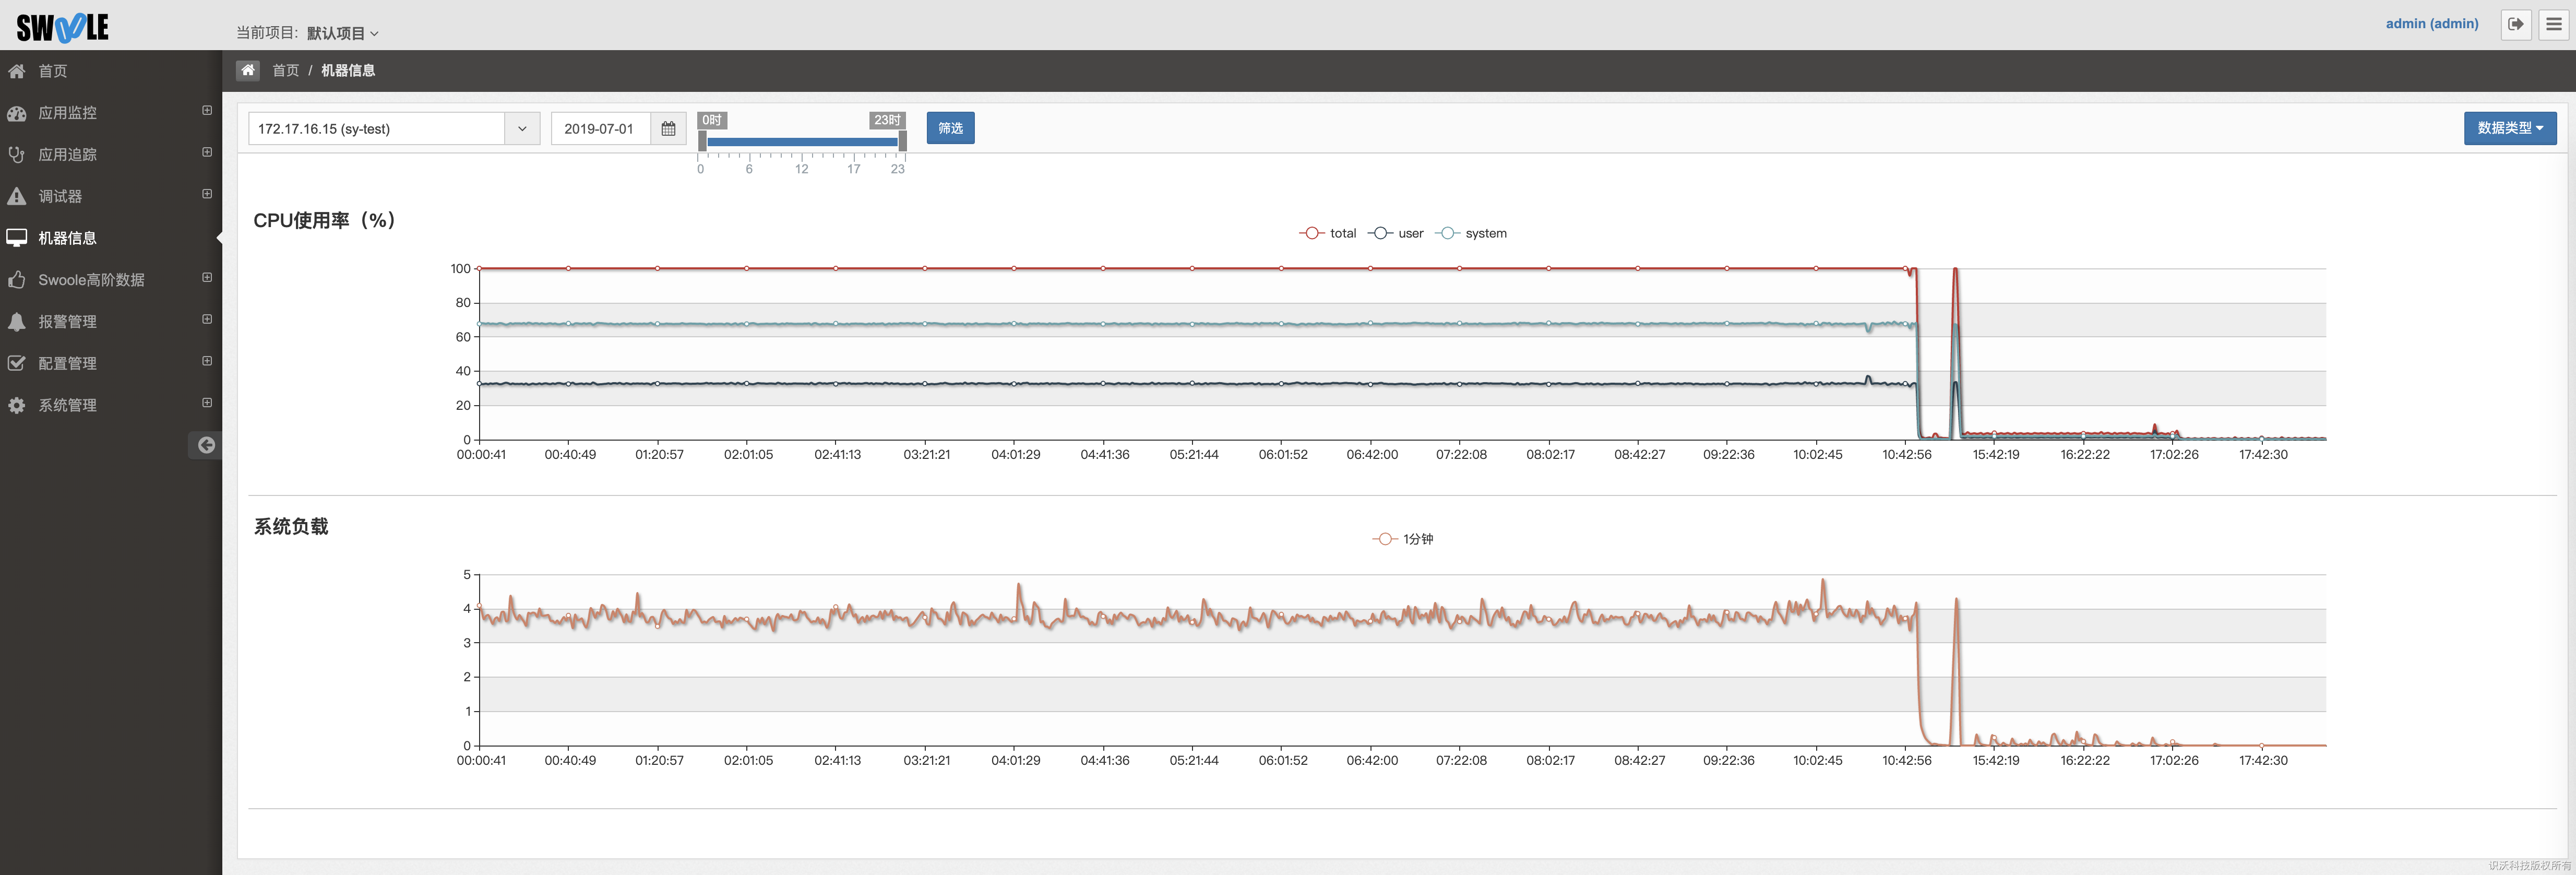 SWOOLE
当前项目: 默认项目
admin (admin)
首页
应用监控
应用追踪
调试器
机器信息
Swoole高阶数据
报警管理
配置管理
系统管理
首页 / 机器信息
172.17.16.15 (sy-test)
2019-07-01
0时 23时
0 6 12 17 23
筛选
数据类型
CPU使用率（%）
total user system
100
80
60
40
20
0
00:00:41 00:40:49 01:20:57 02:01:05 02:41:13 03:21:21 04:01:29 04:41:36 05:21:44 06:01:52 06:42:00 07:22:08 08:02:17 08:42:27 09:22:36 10:02:45 10:42:56 15:42:19 16:22:22 17:02:26 17:42:30
系统负载
1分钟
5
4
3
2
1
0
00:00:41 00:40:49 01:20:57 02:01:05 02:41:13 03:21:21 04:01:29 04:41:36 05:21:44 06:01:52 06:42:00 07:22:08 08:02:17 08:42:27 09:22:36 10:02:45 10:42:56 15:42:19 16:22:22 17:02:26 17:42:30
识沃科技版权所有